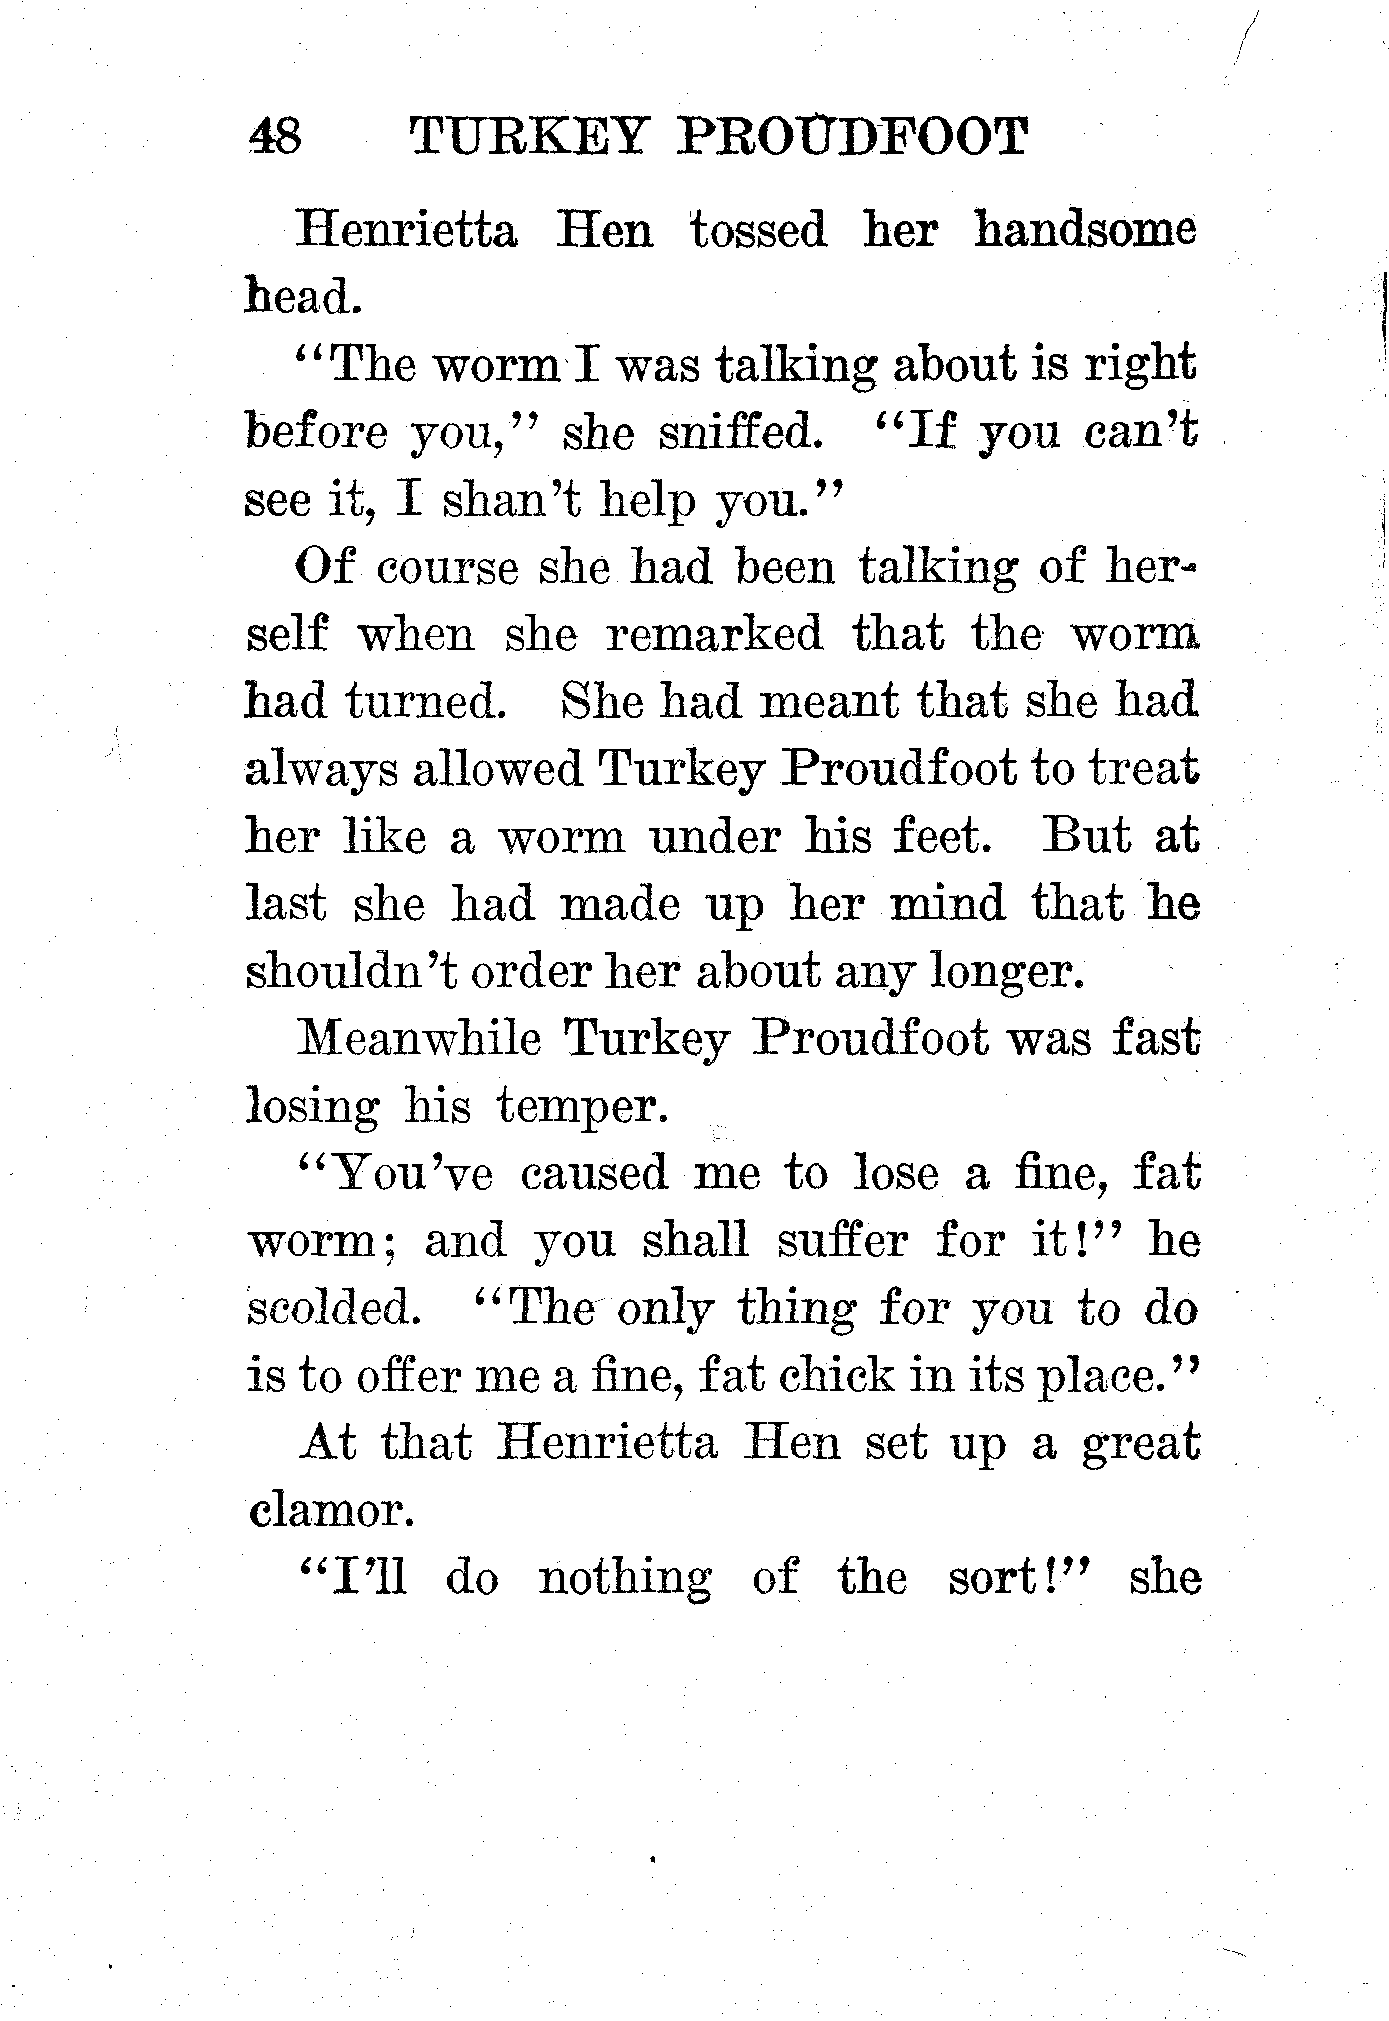 48 TURKEY PROUDFOOT
Henrietta Hen tossed her handsome
head.
"The worm I was talking about is right
before you," she sniffed. "If you can't
see it, I shan't help you."
Of course she had been talking of her-
self when she remarked that the worm
had turned. She had meant that she had
always allowed Turkey Proudfoot to treat
her like a worm under his feet. But at
last she had made up her mind that he
shouldn't order her about any longer.
Meanwhile Turkey Proudfoot was fast
losing his temper.
"You've caused me to lose a fine, fat
worm; and you shall suffer for it!" he
scolded. "The only thing for you to do
is to offer me a fine, fat chick in its place."
At that Henrietta Hen set up a great
clamor.
"I'll do nothing of the sort!" she